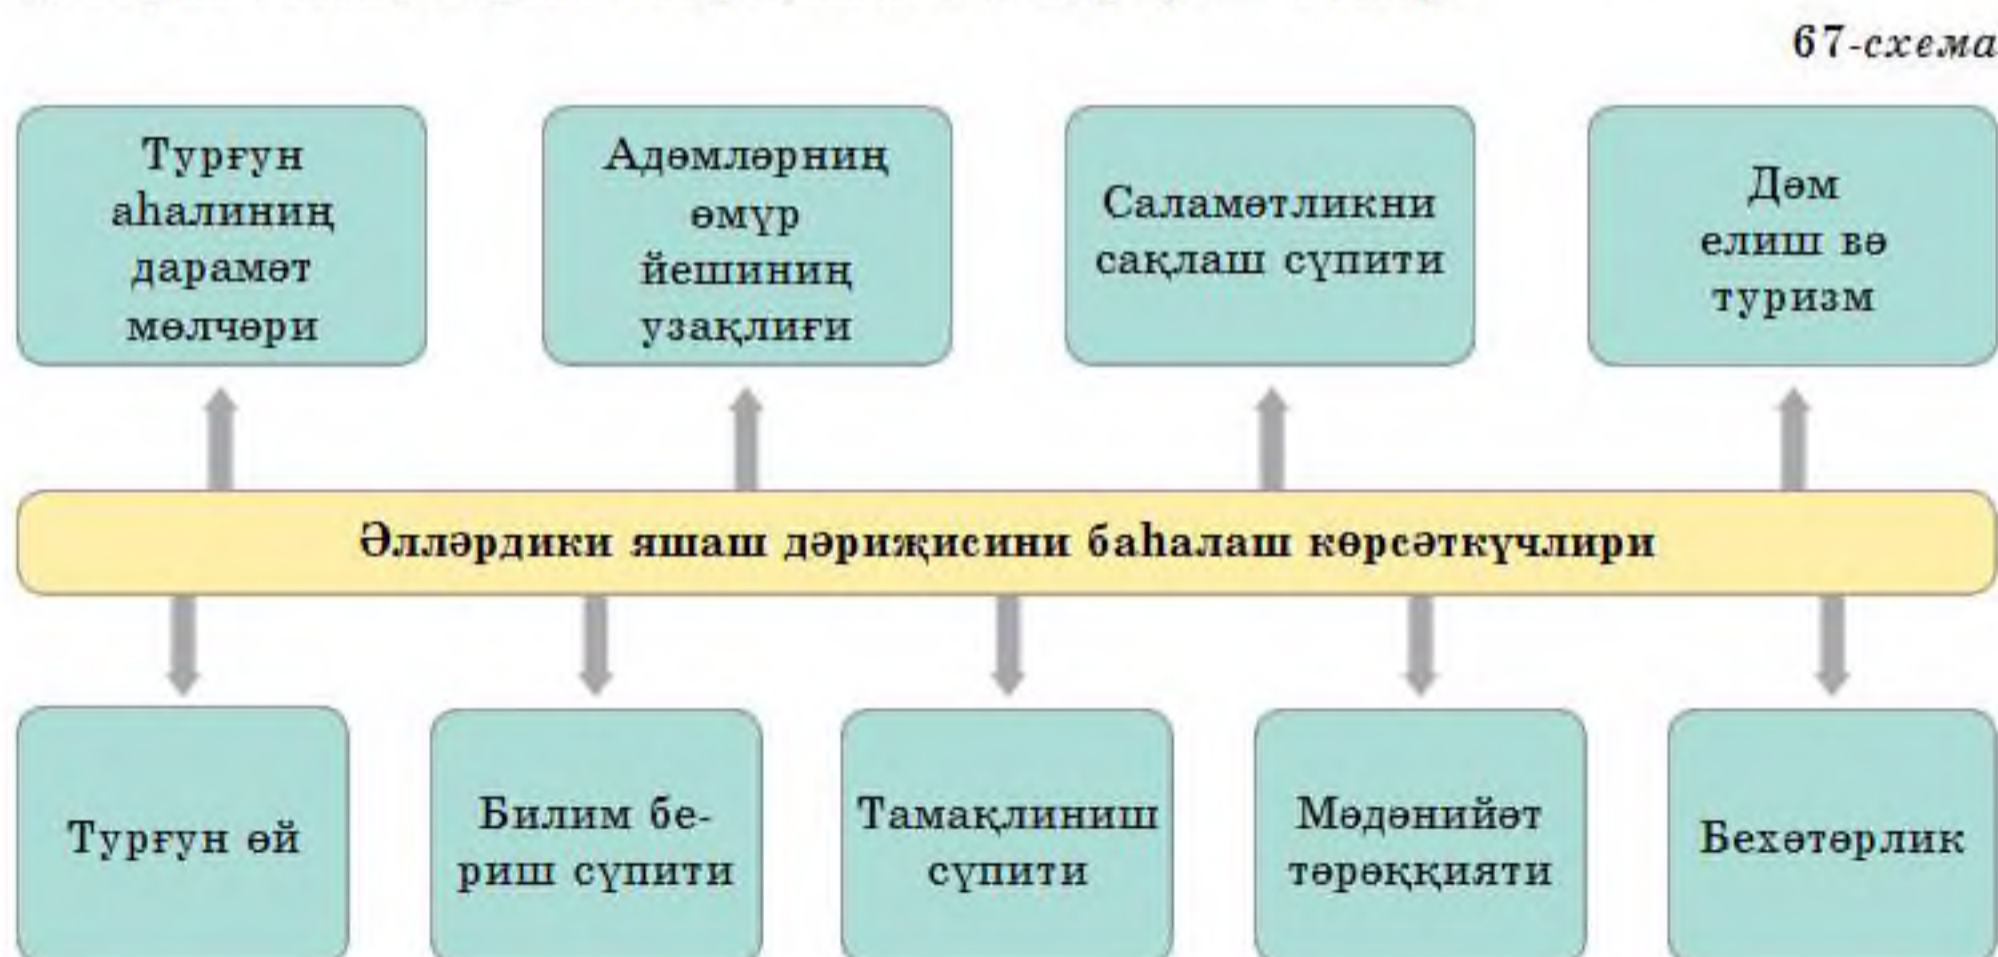 67-схема
Турғун
аһалиниң
дарамәт
мөлчәри
Адәмләрниң
өмүр
йешиниң
узақлиғи
Саламәтликни
сақлаш сүпити
Дәм
елиш вә
туризм
Әлләрдики яшаш дәриҗисини баһалаш көрсәткүчлири
Турғун өй
Билим бе-
риш сүпити
Тамақлиниш
сүпити
Мәдәнийәт
тәрәққияти
Бехәтәрлик